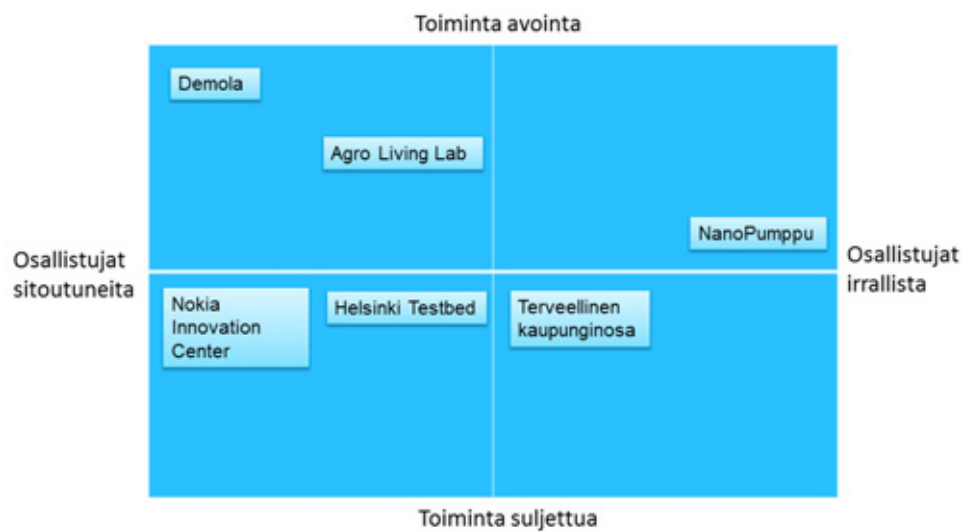 Toiminta avointa
Demola
Agro Living Lab
NanoPumppu
Osallistujat
sitoutuneita
Osallistujat
irrallista
Nokia
Innovation
Center
Helsinki Testbed
Terveellinen
kaupunginosa
Toiminta suljettua